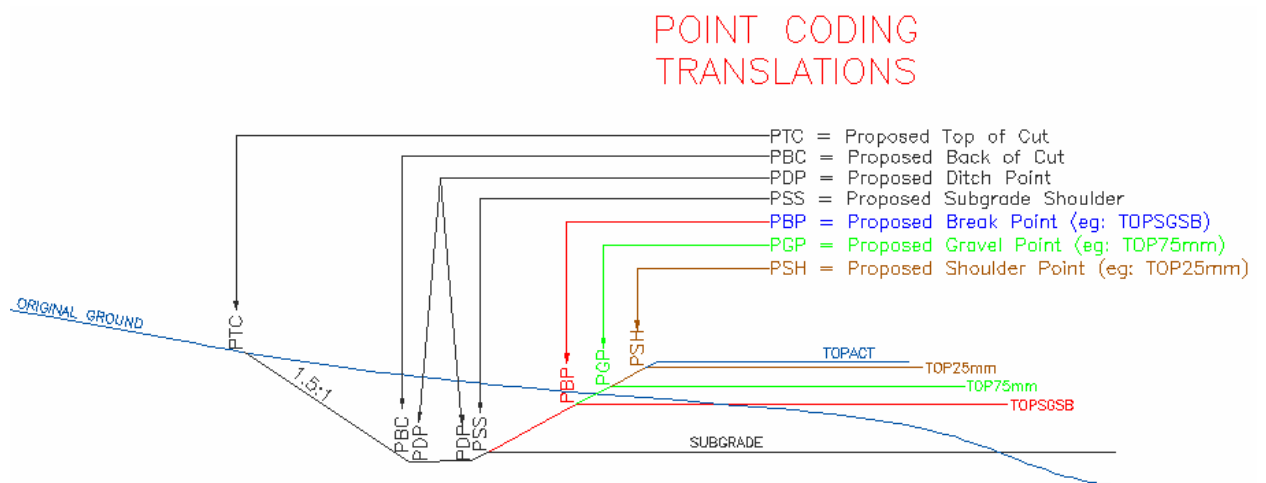 POINT CODING
TRANSLATIONS
PTC = Proposed Top of Cut
PBC = Proposed Back of Cut
PDP = Proposed Ditch Point
PSS = Proposed Subgrade Shoulder
PBP = Proposed Break Point (eg: TOPSGSB)
PGP = Proposed Gravel Point (eg: TOP75mm)
PSH = Proposed Shoulder Point (eg: TOP25mm)
ORIGINAL GROUND
PTC
1.5:1
PBC
PDP
PDP
PSS
PBP
PGP
PSH
TOPACT
TOP25mm
TOP75mm
TOPSGSB
SUBGRADE